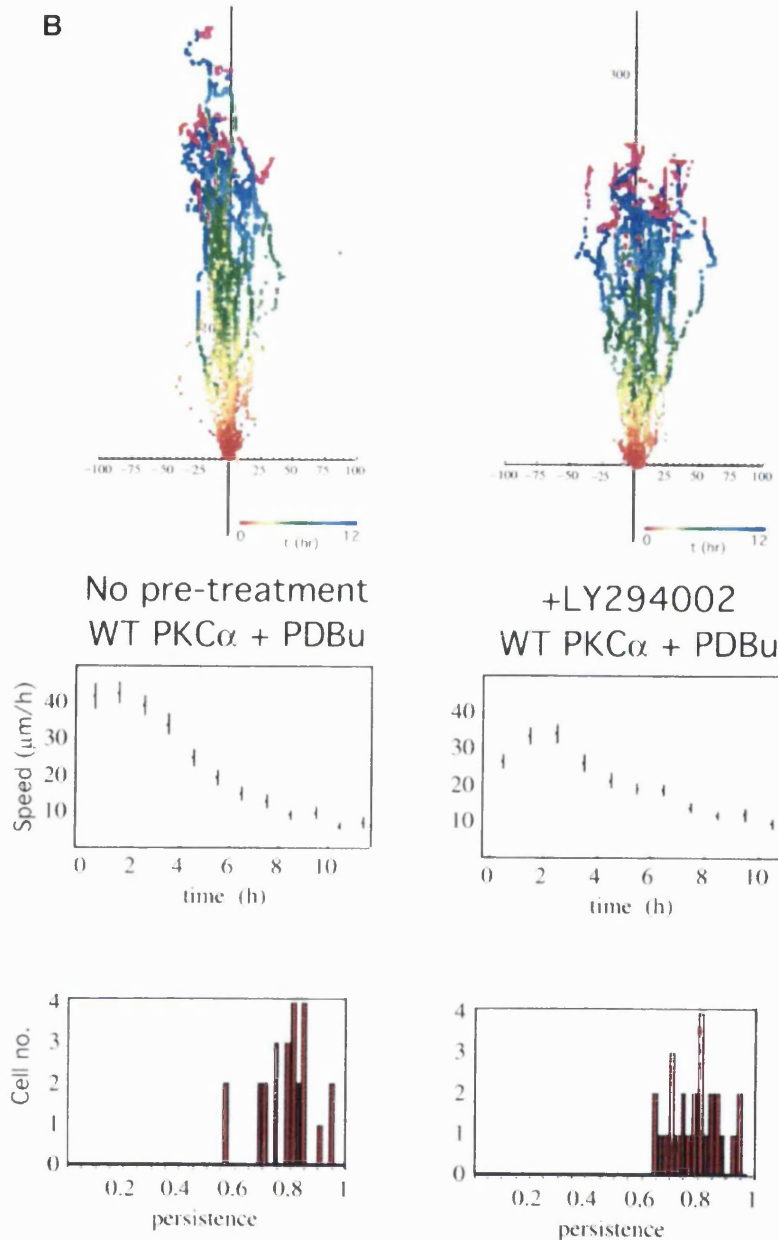 B
300
-100 -75 -50 -25 25 50 75 100
-100 -75 -50 -25 25 50 75 100
0 12
t (hr)
0 12
t (hr)
No pre-treatment
WT PKCα + PDBu
+LY294002
WT PKCα + PDBu
Speed (μm/h)
40
30
20
10
0 2 4 6 8 10
time (h)
50
40
30
20
10
0 2 4 6 8 10
time (h)
Cell no.
4
3
2
1
0
0.2 0.4 0.6 0.8 1
persistence
4
3
2
1
0
0.2 0.4 0.6 0.8 1
persistence